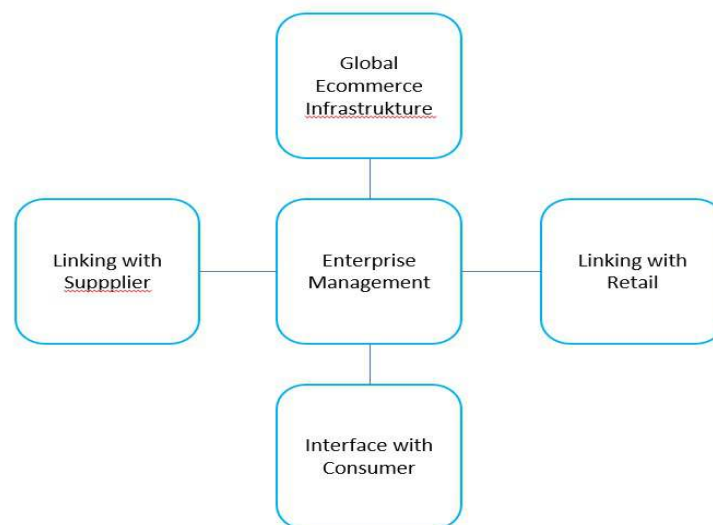 Global
Ecommerce
Infrastrukture
Linking with
Suppplier
Enterprise
Management
Linking with
Retail
Interface with
Consumer